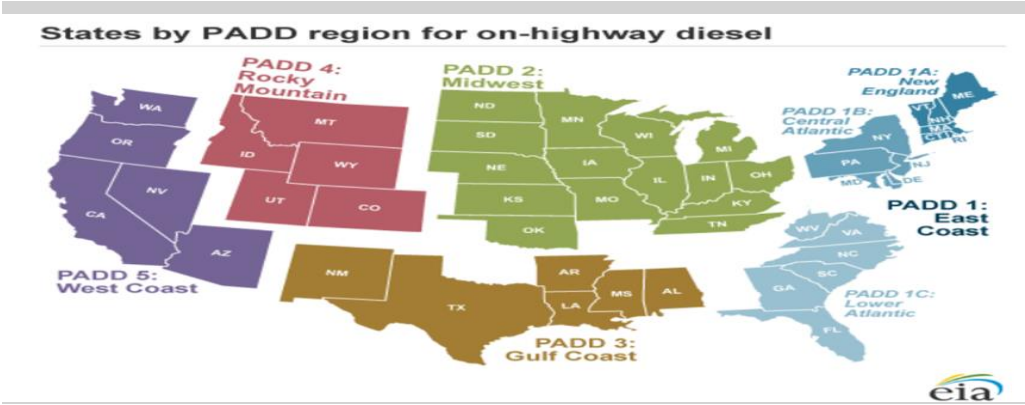 States by PADD region for on-highway diesel
PADD 4:
Rocky
Mountain
PADD 2:
Midwest
PADD 1A:
New
England
PADD 1B:
Central
Atlantic
WA
OR
NV
CA
AZ
MT
ID
WY
UT
CO
ND
SD
NE
KS
OK
MN
IA
MO
WI
IL
MI
IN
OH
KY
TN
ME
VT
NH
MA
CT
RI
NY
PA
NJ
MD
DE
PADD 1:
East
Coast
WV
VA
NC
SC
GA
FL
PADD 1C:
Lower
Atlantic
PADD 5:
West Coast
NM
TX
AR
LA
MS
AL
PADD 3:
Gulf Coast
eia